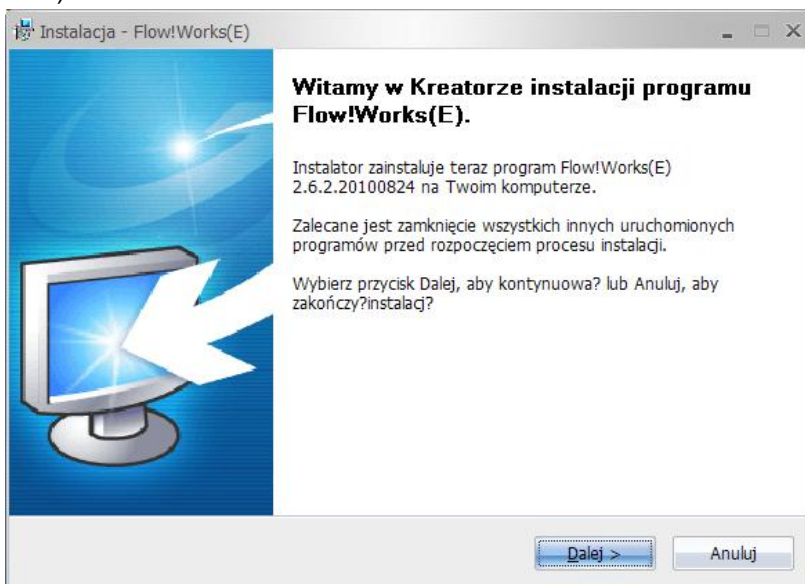 Instalacja - Flow!Works(E)
Witamy w Kreatorze instalacji programu
Flow!Works(E).
Instalator zainstaluje teraz program Flow!Works(E)
2.6.2.20100824 na Twoim komputerze.
Zalecane jest zamknięcie wszystkich innych uruchomionych
programów przed rozpoczęciem procesu instalacji.
Wybierz przycisk Dalej, aby kontynuowa? lub Anuluj, aby
zakończy?instalacj?
Dalej >
Anuluj